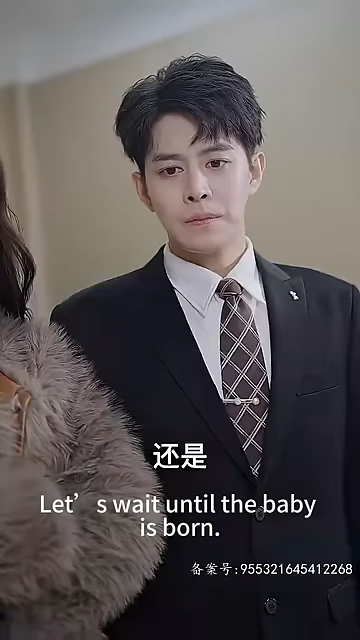 还是
Let’s wait until the baby
is born.
备案号:955321645412268